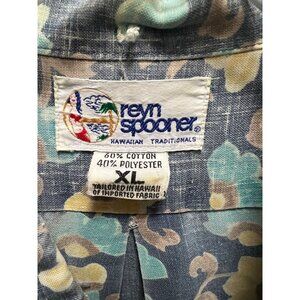 reyn
spooner®
HAWAIIAN TRADITIONALS
60% COTTON
40% POLYESTER
XL
TAILORED IN HAWAII
OF IMPORTED FABRIC